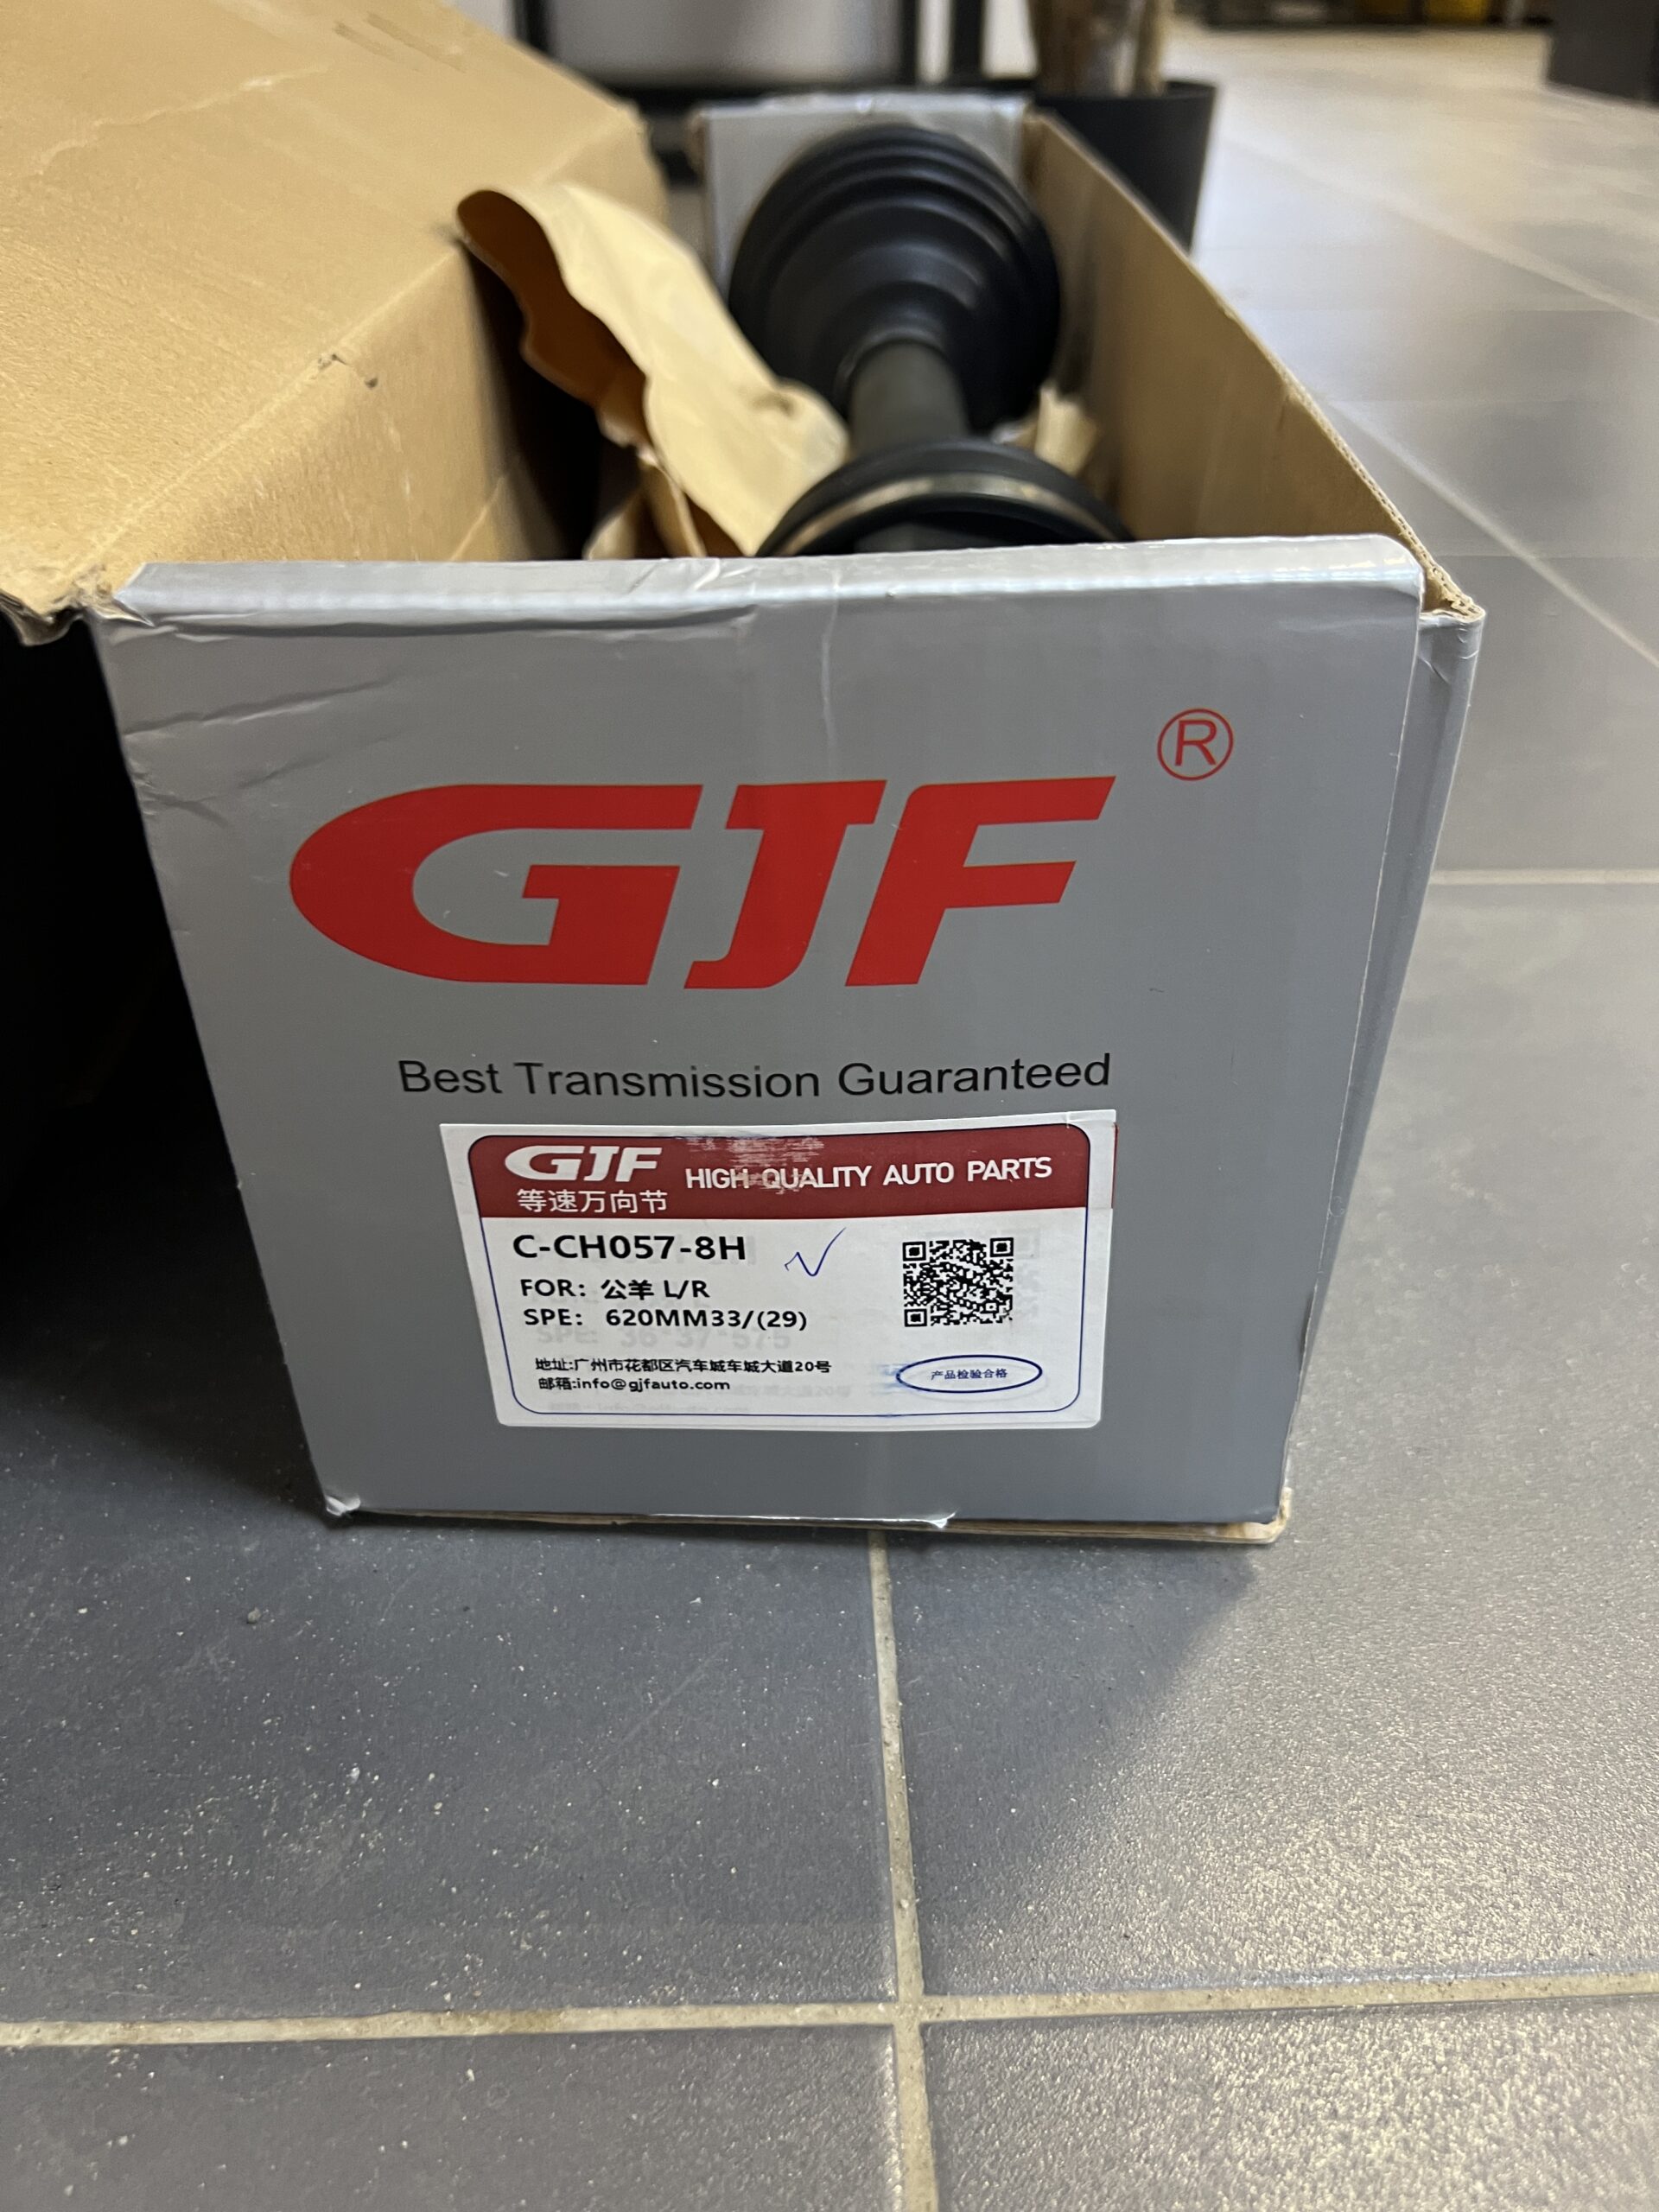 GJF ®
Best Transmission Guaranteed
GJF HIGH QUALITY AUTO PARTS
等速万向节
C-CH057-8H
FOR: 公羊 L/R
SPE: 620MM33/(29)
地址:广州市花都区汽车城车城大道20号
邮箱:info@gjfauto.com
产品检验合格